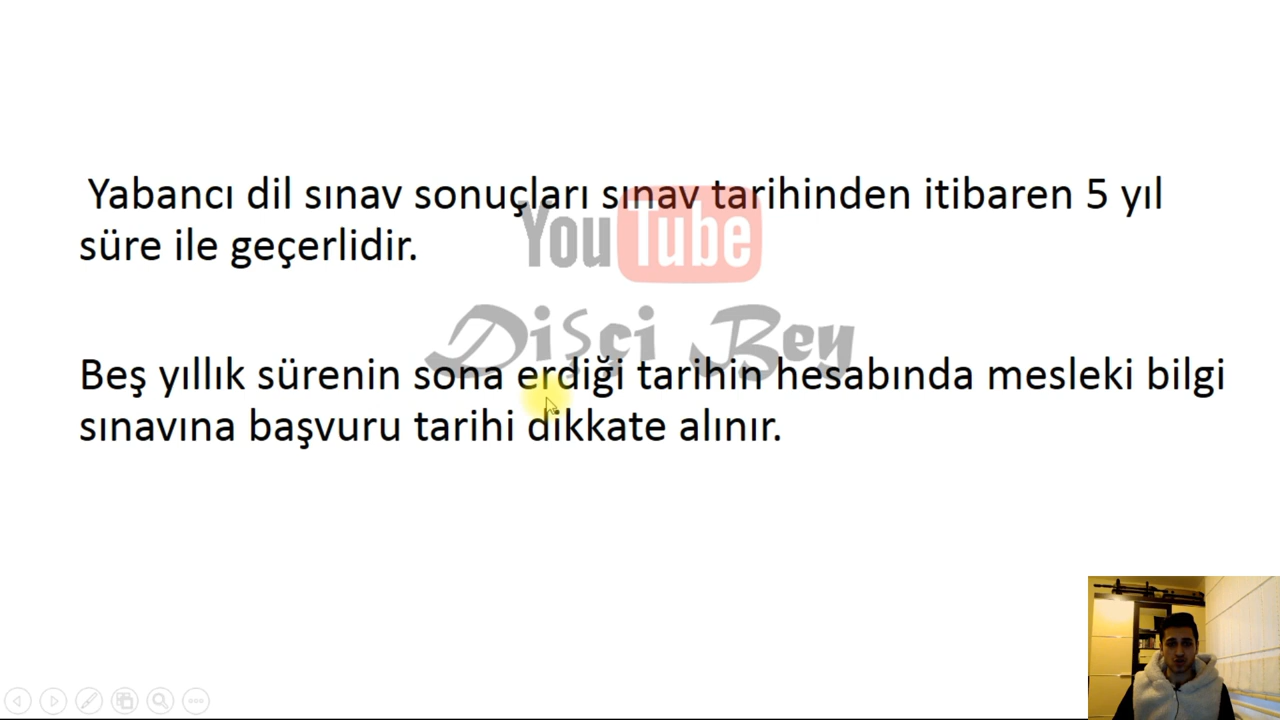 Yabancı dil sınav sonuçları sınav tarihinden itibaren 5 yıl
süre ile geçerlidir.
YouTube
Dişçi Bey
Beş yıllık sürenin sona erdiği tarihin hesabında mesleki bilgi
sınavına başvuru tarihi dikkate alınır.